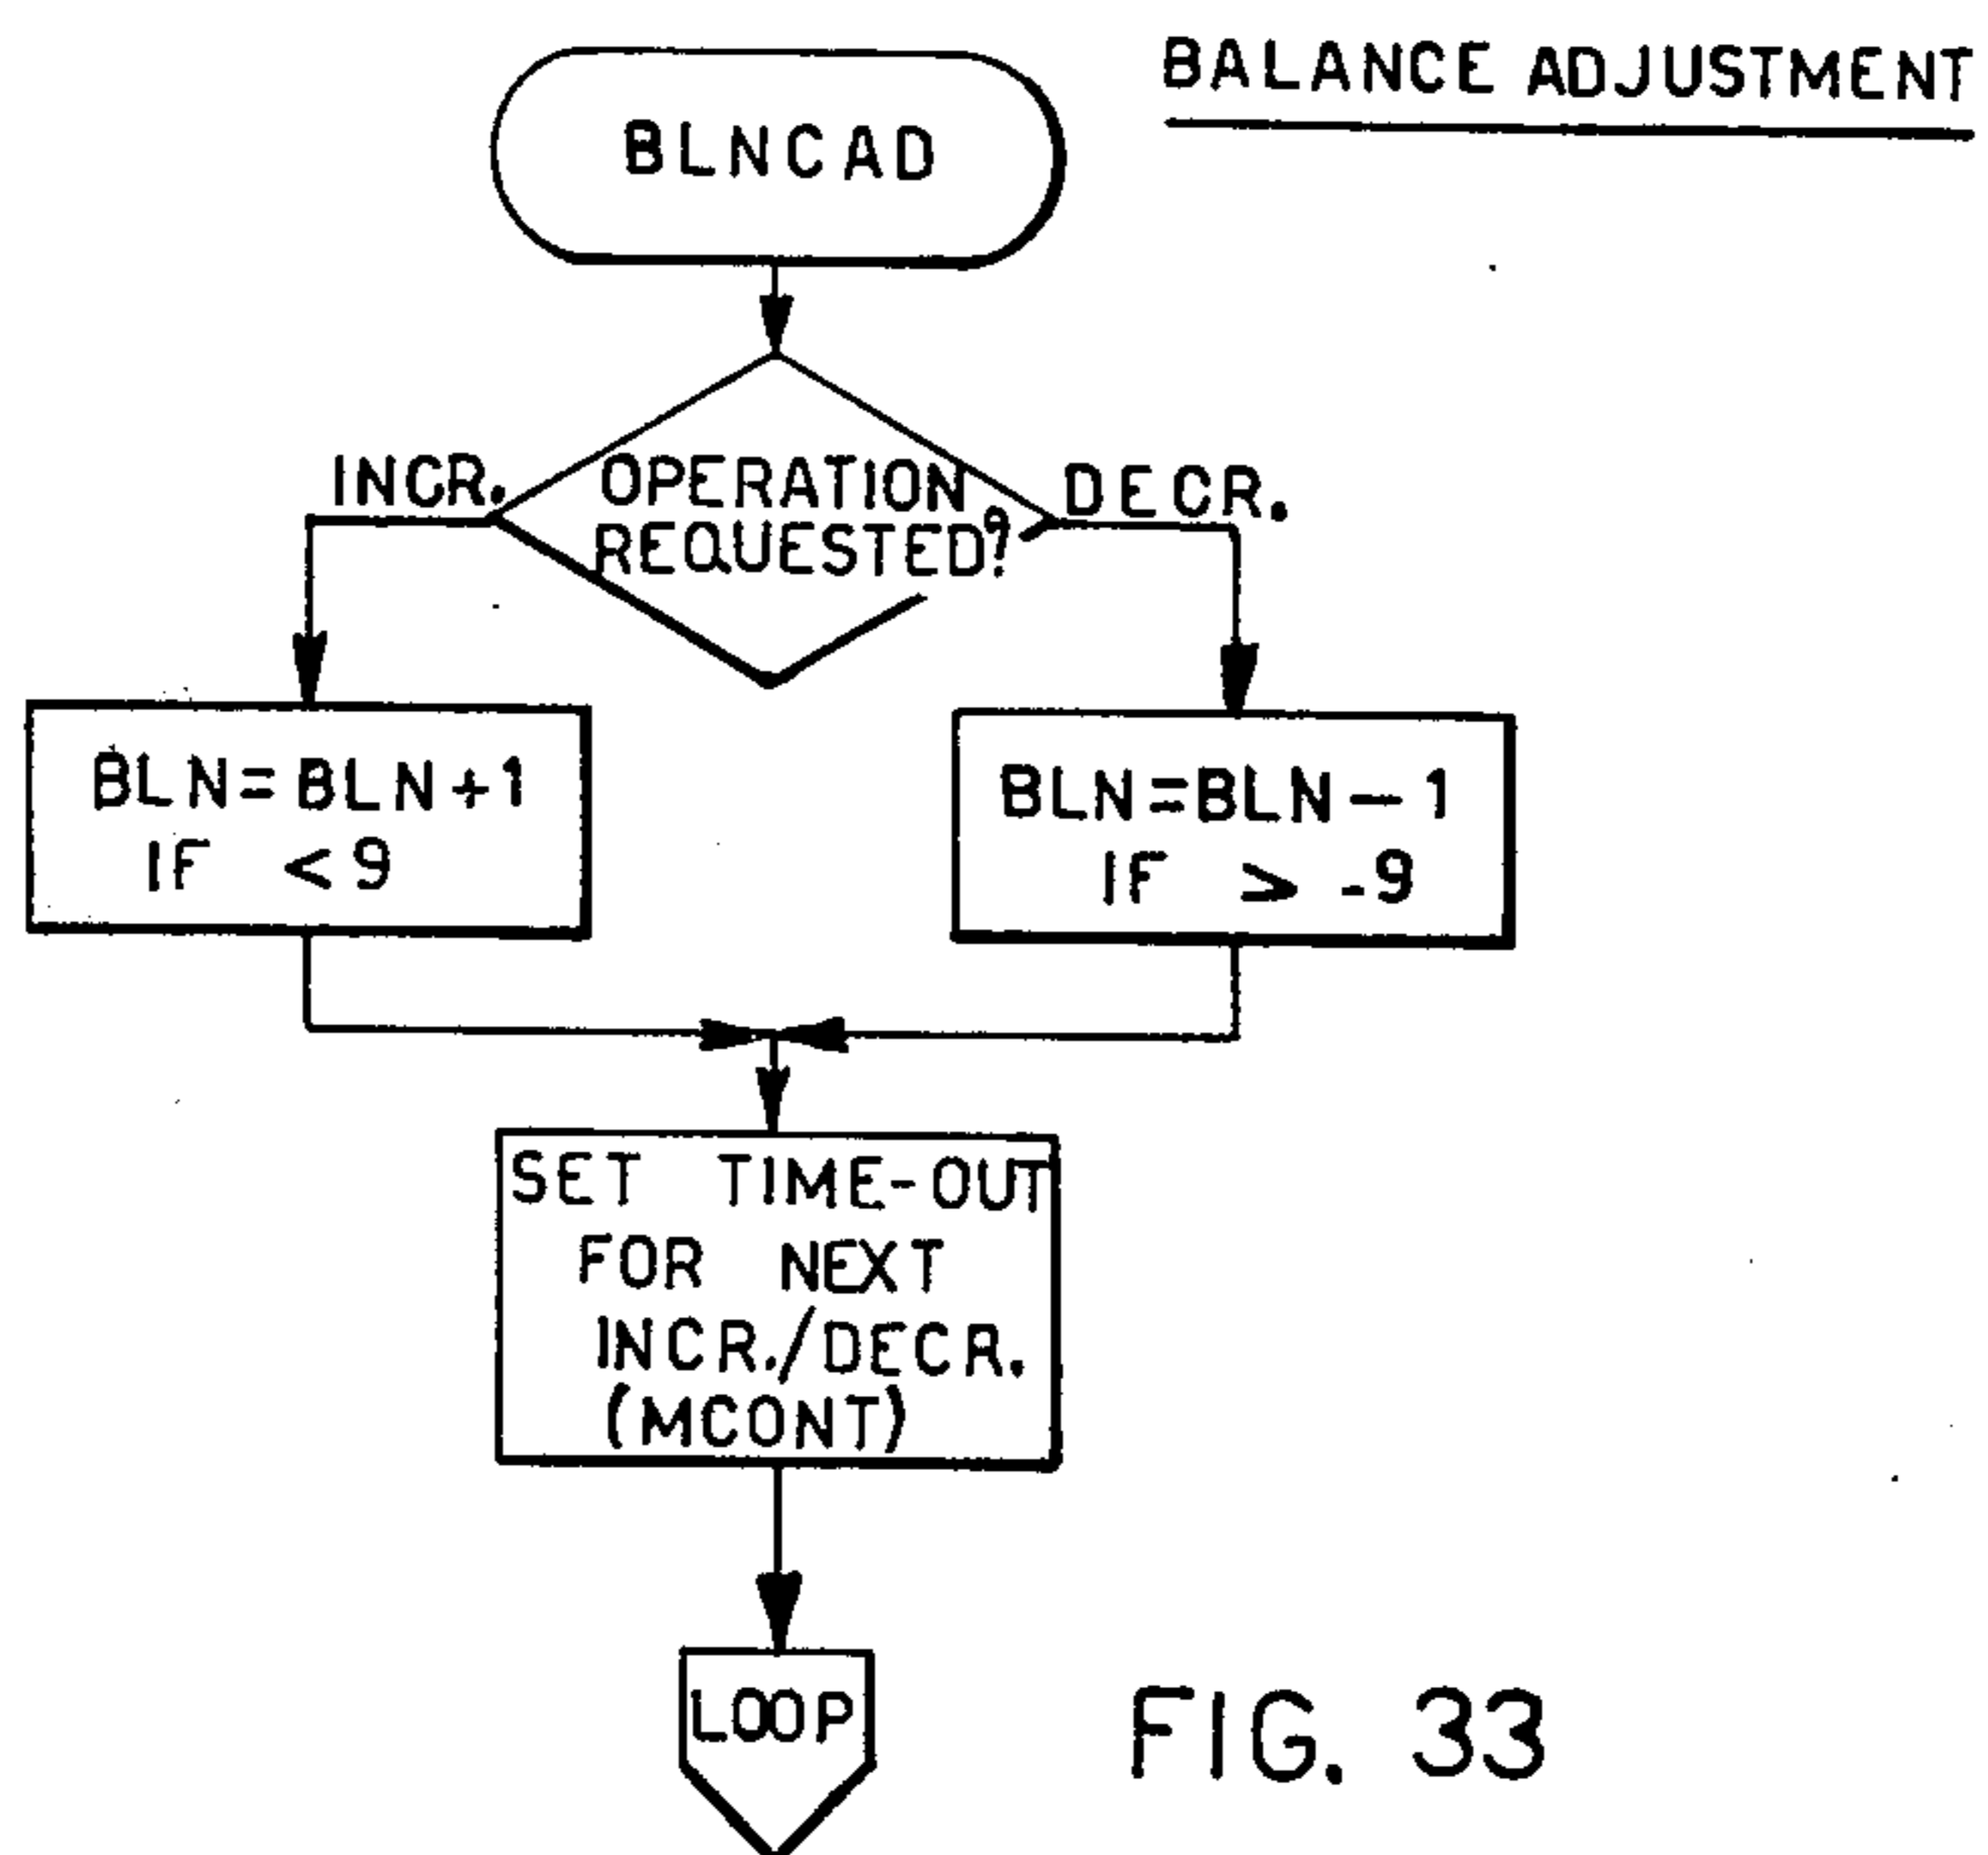 BALANCE ADJUSTMENT
BLNCAD
OPERATION
REQUESTED?
INCR.
DECR.
BLN=BLN+1
IF <9
BLN=BLN-1
IF > -9
SET TIME-OUT
FOR NEXT
INCR./DECR.
(MCONT)
LOOP
FIG. 33